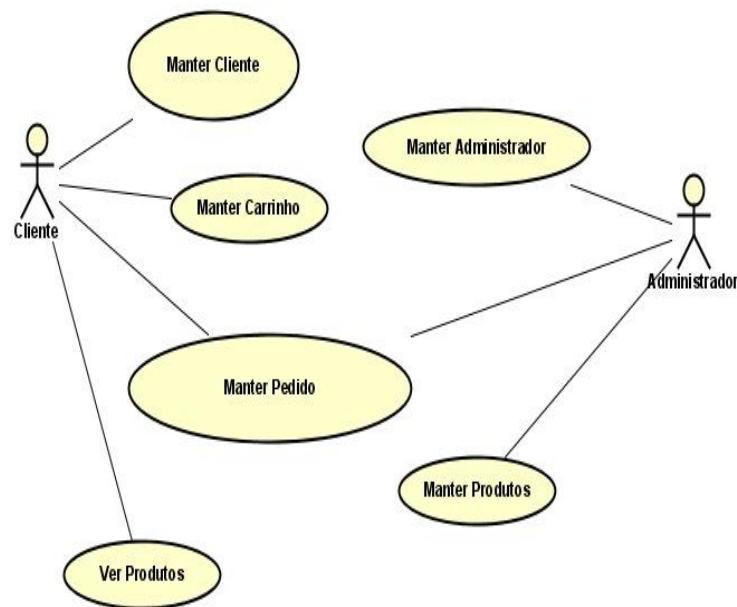 Manter Cliente
Manter Administrador
Manter Carrinho
Cliente
Administrador
Manter Pedido
Manter Produtos
Ver Produtos